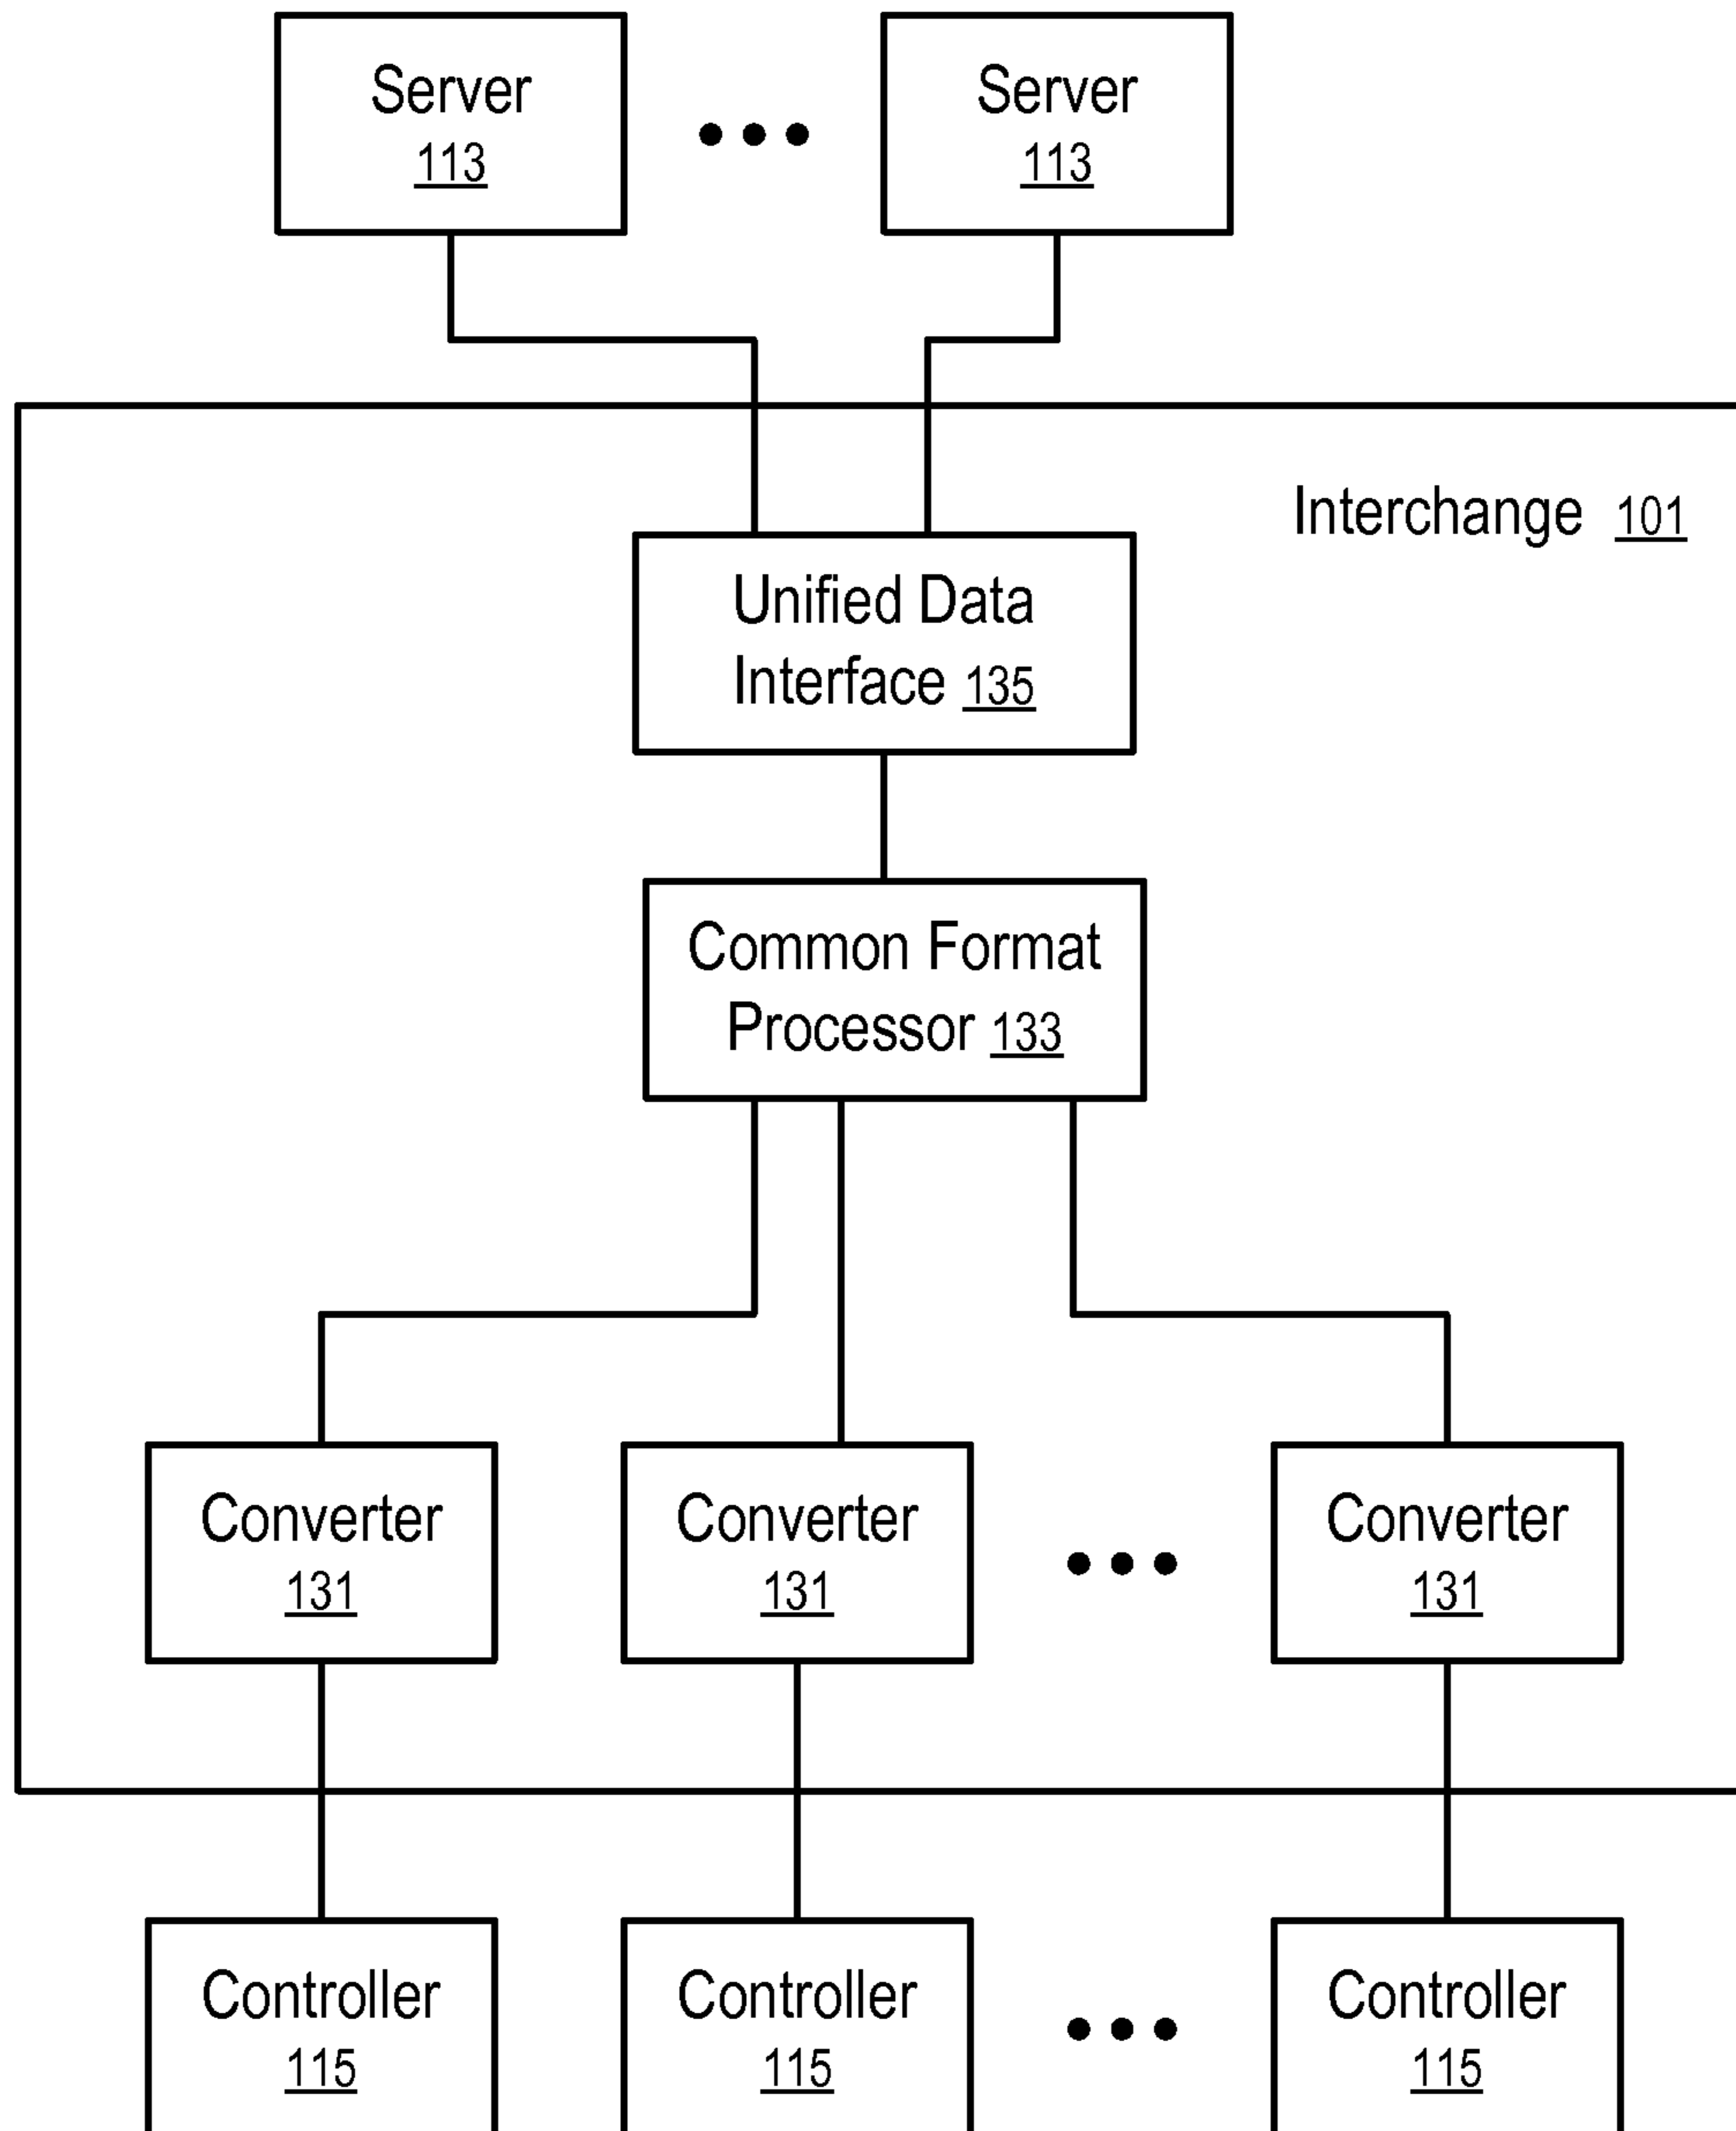 Server Server
113 113
Interchange 101
Unified Data
Interface 135
Common Format
Processor 133
Converter Converter Converter
131 131 131
Controller Controller Controller
115 115 115